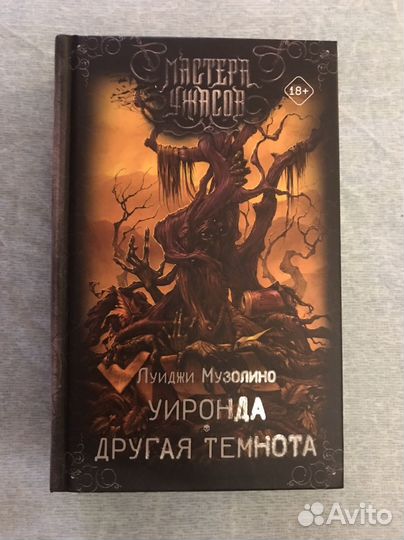 МАСТЕРА
УЖАСОВ
18+
Луиджи Музолино
УИРОНДА
ДРУГАЯ ТЕМНОТА
Avito